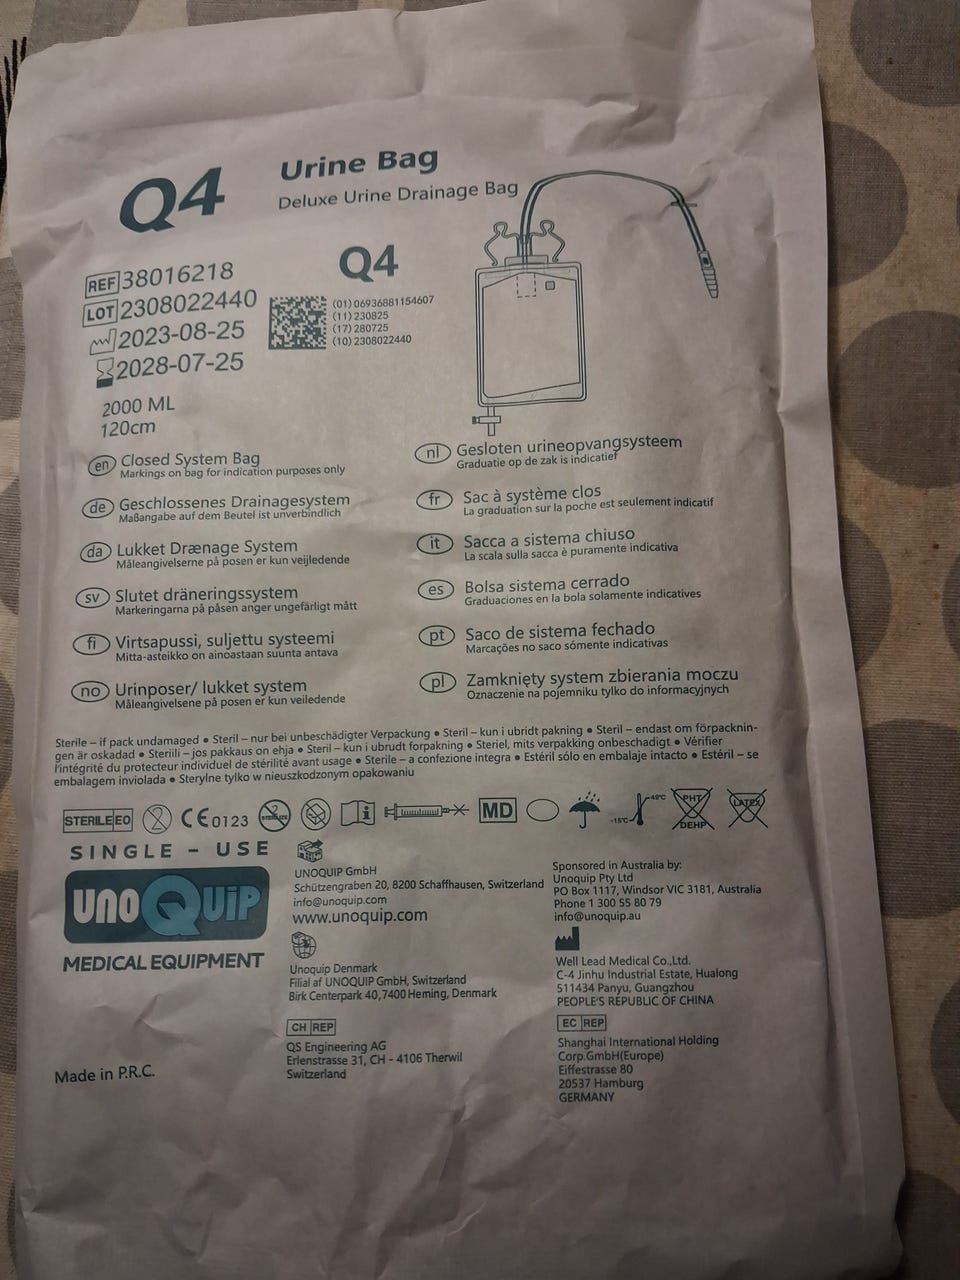 Q4
Urine Bag
Deluxe Urine Drainage Bag
REF 38016218
LOT 2308022440
2023-08-25
2028-07-25
Q4
(01) 06936881154607
(11) 230825
(17) 280725
(10) 2308022440
2000 ML
120cm
en Closed System Bag
Markings on bag for indication purposes only
de Geschlossenes Drainagesystem
Maßangabe auf dem Beutel ist unverbindlich
da Lukket Drænage System
Måleangivelserne på posen er kun veijledende
sv Slutet dräneringssystem
Markeringarna på påsen anger ungefärligt mått
fi Virtsapussi, suljettu systeemi
Mitta-asteikko on ainoastaan suunta antava
no Urinposer/ lukket system
Måleangivelsene på posen er kun veiledende
nl Gesloten urineopvangsysteem
Graduatie op de zak is indicatief
fr Sac à système clos
La graduation sur la poche est seulement indicatif
it Sacca a sistema chiuso
La scala sulla sacca è puramente indicativa
es Bolsa sistema cerrado
Graduaciones en la bola solamente indicatives
pt Saco de sistema fechado
Marcações no saco sómente indicativas
pl Zamknięty system zbierania moczu
Oznaczenie na pojemniku tylko do informacyjnych
Sterile – if pack undamaged • Steril – nur bei unbeschädigter Verpackung • Steril – kun i ubridt pakning • Steril – endast om förpacknin-
gen är oskadad • Steriili – jos pakkaus on ehja • Steril – kun i ubrudt forpakning • Steriel, mits verpakking onbeschadigt • Vérifier
l'intégrité du protecteur individuel de stérilité avant usage • Sterile – a confezione integra • Estéril sólo en embalaje intacto • Estéril – se
embalagem inviolada • Sterylne tylko w nieuszkodzonym opakowaniu
STERILE EO
2
CE 0123
2
STERILIZE
i
MD
-15°C
49°C
PHT
DEHP
LATEX
SINGLE – USE
UNOQUIP
MEDICAL EQUIPMENT
UNOQUIP GmbH
Schützengraben 20, 8200 Schaffhausen, Switzerland
info@unoquip.com
www.unoquip.com
Unoquip Denmark
Filial af UNOQUIP GmbH, Switzerland
Birk Centerpark 40,7400 Heming, Denmark
CH REP
QS Engineering AG
Erlenstrasse 31, CH - 4106 Therwil
Switzerland
Sponsored in Australia by:
Unoquip Pty Ltd
PO Box 1117, Windsor VIC 3181, Australia
Phone 1 300 55 80 79
info@unoquip.au
Well Lead Medical Co.,Ltd.
C-4 Jinhu Industrial Estate, Hualong
511434 Panyu, Guangzhou
PEOPLE'S REPUBLIC OF CHINA
EC REP
Shanghai International Holding
Corp.GmbH(Europe)
Eiffestrasse 80
20537 Hamburg
GERMANY
Made in P.R.C.